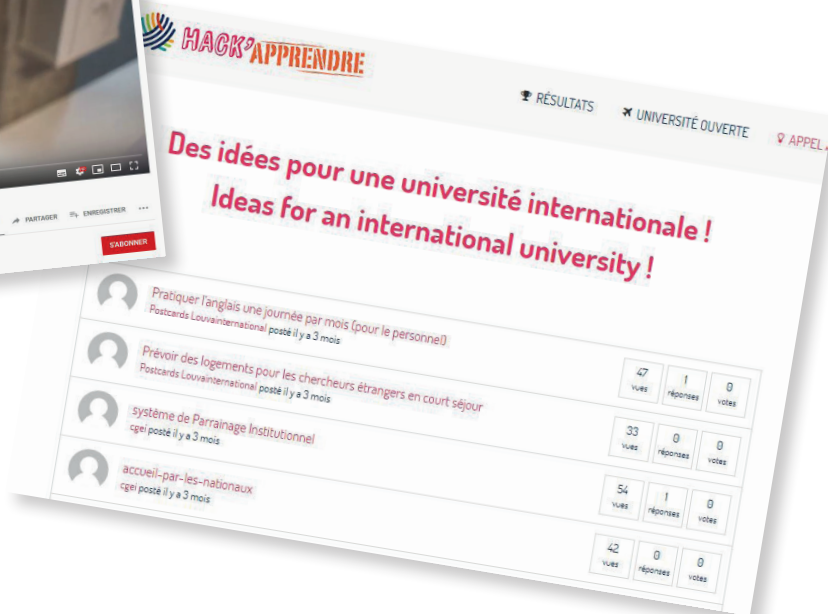 HACK'APPRENDRE
RÉSULTATS
UNIVERSITÉ OUVERTE
APPEL
PARTAGER
ENREGISTRER
S'ABONNER
Des idées pour une université internationale !
Ideas for an international university !
Pratiquer l'anglais une journée par mois (pour le personnel)
Postcards Louvainternational posté il y a 3 mois
47 vues
1 réponses
0 votes
Prévoir des logements pour les chercheurs étrangers en court séjour
Postcards Louvainternational posté il y a 3 mois
33 vues
0 réponses
0 votes
système de Parrainage Institutionnel
cgei posté il y a 3 mois
54 vues
1 réponses
0 votes
accueil-par-les-nationaux
cgei posté il y a 3 mois
42 vues
0 réponses
0 votes